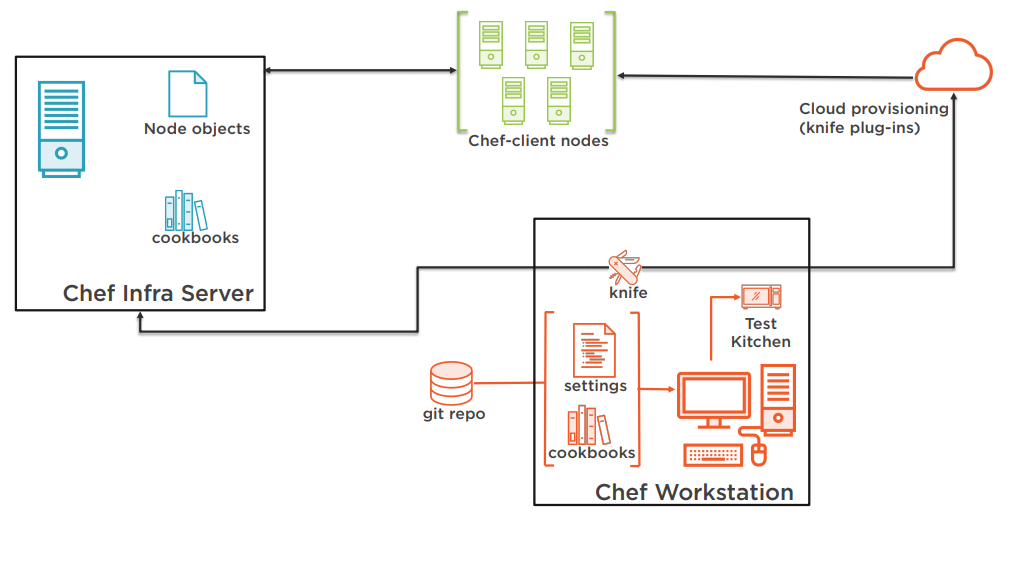 Node objects
cookbooks
Chef Infra Server
Chef-client nodes
Cloud provisioning
(knife plug-ins)
knife
Test
Kitchen
settings
git repo
cookbooks
Chef Workstation